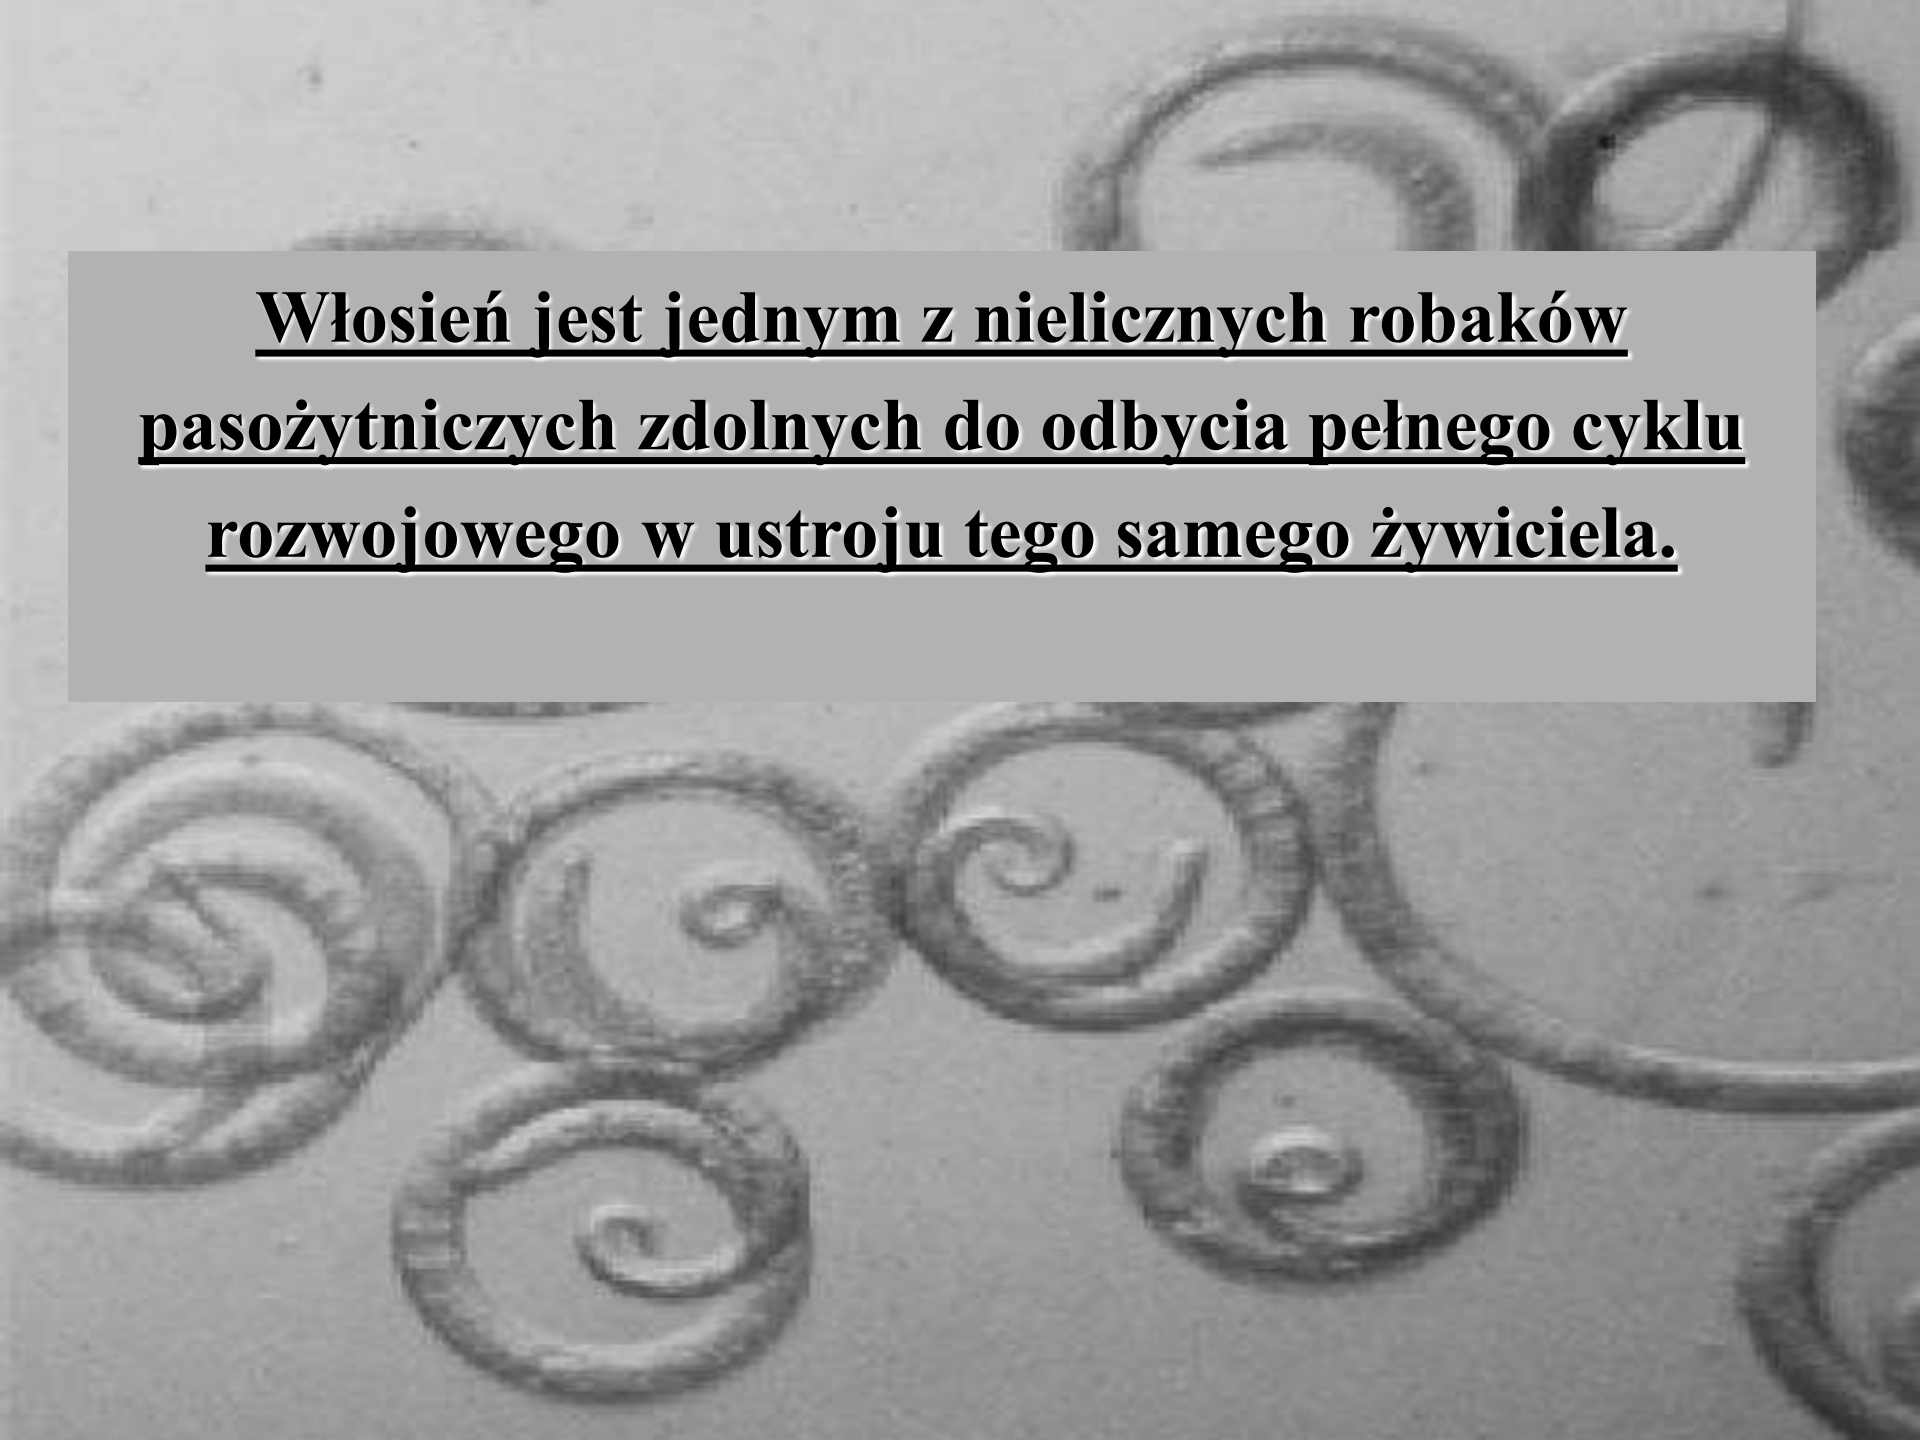 Włosień jest jednym z nielicznych robaków
pasożytniczych zdolnych do odbycia pełnego cyklu
rozwojowego w ustroju tego samego żywiciela.